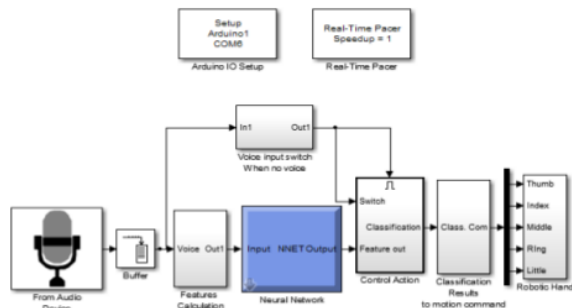 Setup
Arduino1
COM6
Arduino IO Setup
Real-Time Pacer
Speedup = 1
Real-Time Pacer
In1 Out1
Voice input switch
When no voice
From Audio
Device
Buffer
Voice Out1
Features
Calculation
Input NNET Output
Neural Network
Switch
Classification
Feature out
Control Action
Class. Com
Classification
Results
to motion command
Thumb
Index
Middle
Ring
Little
Robotic Hand